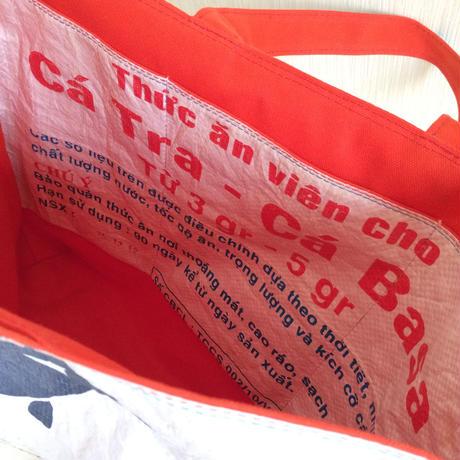 Thức ăn viên cho
Cá Tra - Cá Basa
Từ 3 gr - 5 gr
Các số liệu trên được điều chỉnh dựa theo thời tiết,
chất lượng nước, tốc độ ăn, trọng lượng và kích cỡ
CHÚ Ý
Bảo quản thức ăn nơi thoáng mát, cao ráo, sạch
Hạn sử dụng : 90 ngày kể từ ngày sản xuất.
NSX :